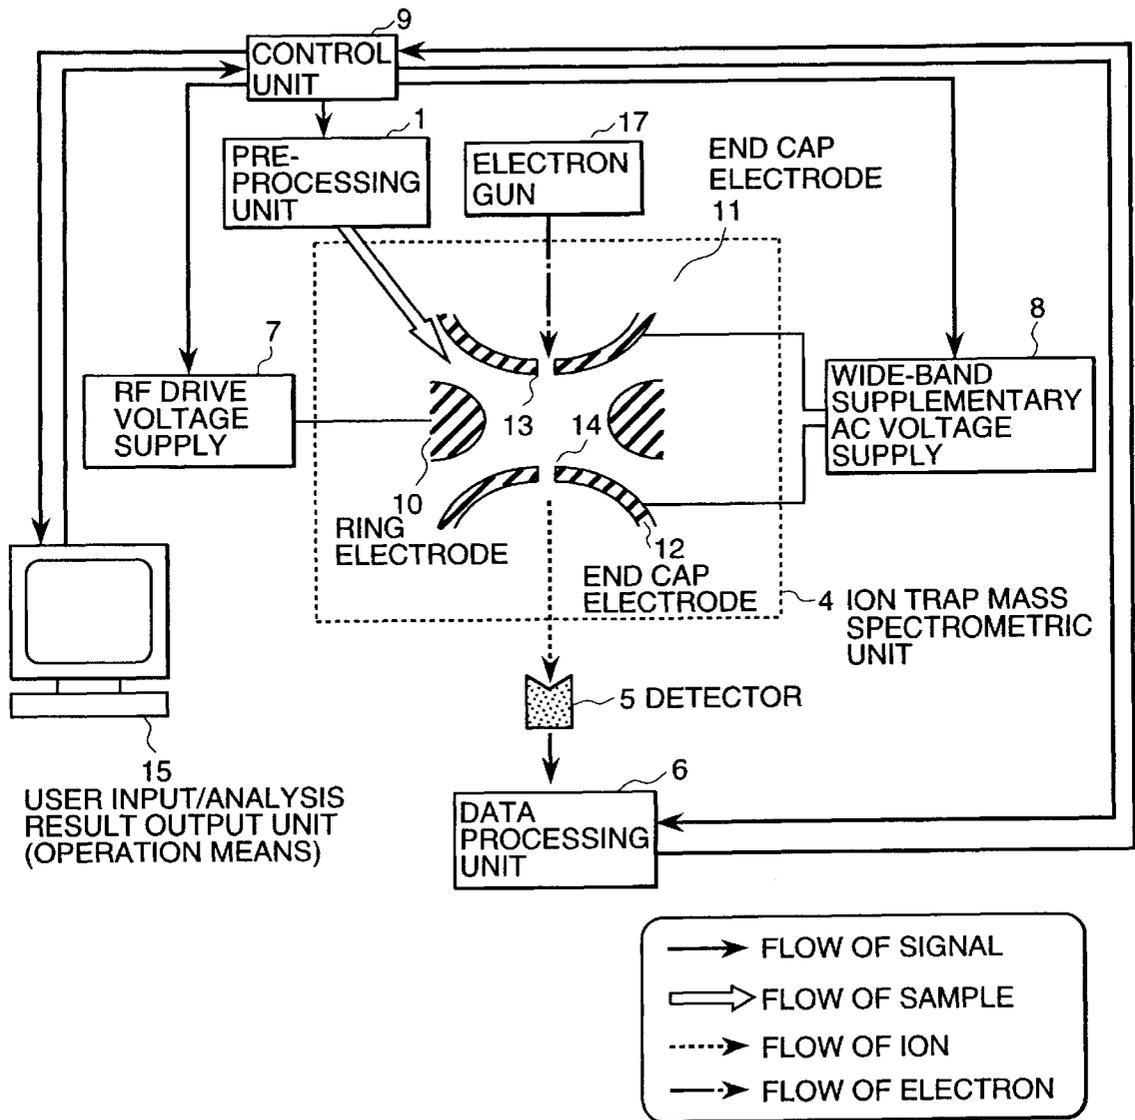 9
CONTROL
UNIT
1
PRE-
PROCESSING
UNIT
17
ELECTRON
GUN
END CAP
ELECTRODE
11
7
RF DRIVE
VOLTAGE
SUPPLY
8
WIDE-BAND
SUPPLEMENTARY
AC VOLTAGE
SUPPLY
13
14
10
RING
ELECTRODE
12
END CAP
ELECTRODE
4 ION TRAP MASS
SPECTROMETRIC
UNIT
5 DETECTOR
15
USER INPUT/ANALYSIS
RESULT OUTPUT UNIT
(OPERATION MEANS)
6
DATA
PROCESSING
UNIT
FLOW OF SIGNAL
FLOW OF SAMPLE
FLOW OF ION
FLOW OF ELECTRON